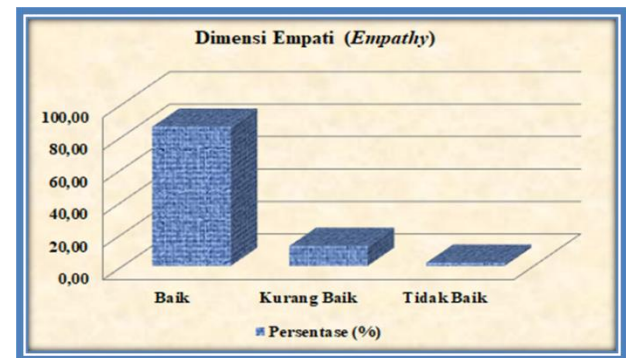 Dimensi Empati (Empathy)
100,00
80,00
60,00
40,00
20,00
0,00
Baik
Kurang Baik
Tidak Baik
Persentase (%)